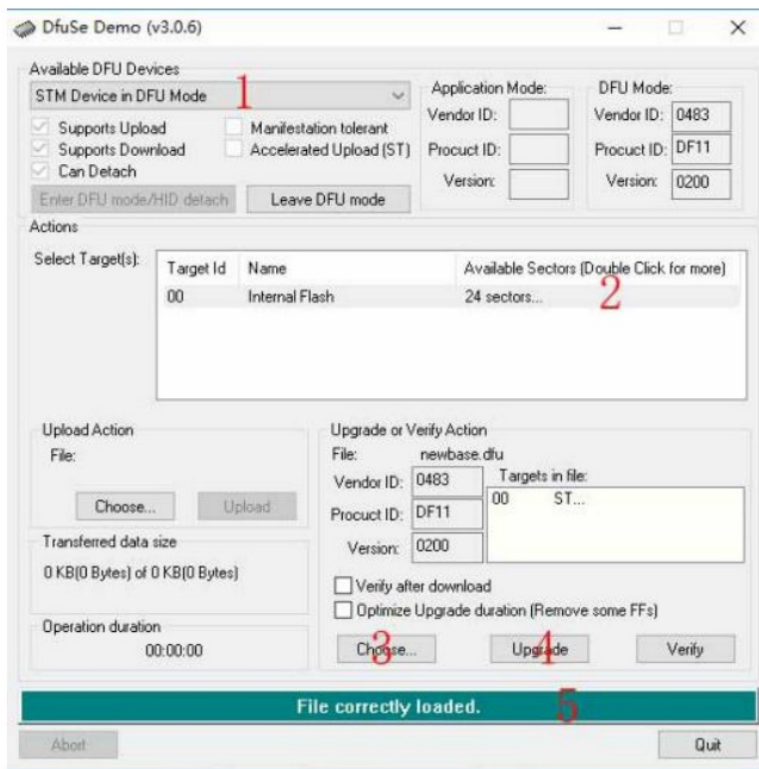 DfuSe Demo (v3.0.6)
Available DFU Devices
STM Device in DFU Mode
1
Supports Upload
Manifestation tolerant
Supports Download
Accelerated Upload (ST)
Can Detach
Enter DFU mode/HID detach
Leave DFU mode
Application Mode:
Vendor ID:
Procuct ID:
Version:
DFU Mode:
Vendor ID: 0483
Procuct ID: DF11
Version: 0200
Actions
Select Target(s):
Target Id Name Available Sectors (Double Click for more)
00 Internal Flash 24 sectors...
2
Upload Action
File:
Choose... Upload
Transferred data size
0 KB(0 Bytes) of 0 KB(0 Bytes)
Operation duration
00:00:00
Upgrade or Verify Action
File: newbase.dfu
Vendor ID: 0483
Procuct ID: DF11
Version: 0200
Targets in file:
00 ST...
Verify after download
Optimize Upgrade duration (Remove some FFs)
Choose... Upgrade Verify
3 4
File correctly loaded.
5
Abort Quit